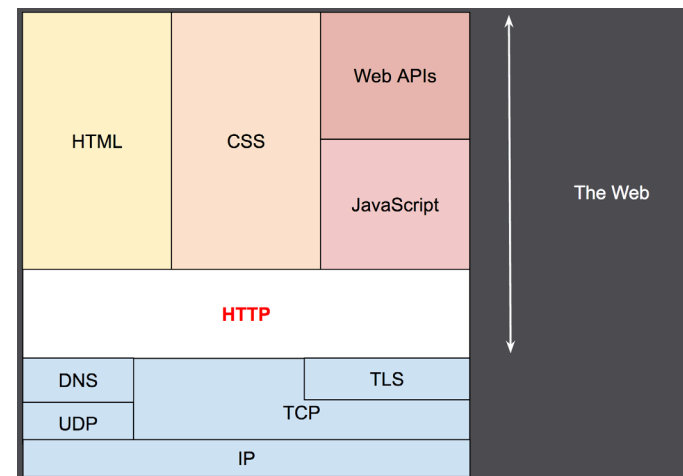 Web APIs
HTML
CSS
JavaScript
The Web
HTTP
DNS
TLS
TCP
UDP
IP